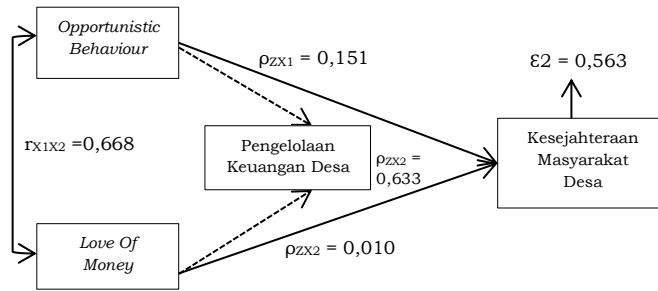 Opportunistic
Behaviour
ρZX1 = 0,151
Ɛ2 = 0,563
rX1X2 =0,668
Pengelolaan
Keuangan Desa
ρZX2 =
0,633
Kesejahteraan
Masyarakat
Desa
Love Of
Money
ρZX2 = 0,010